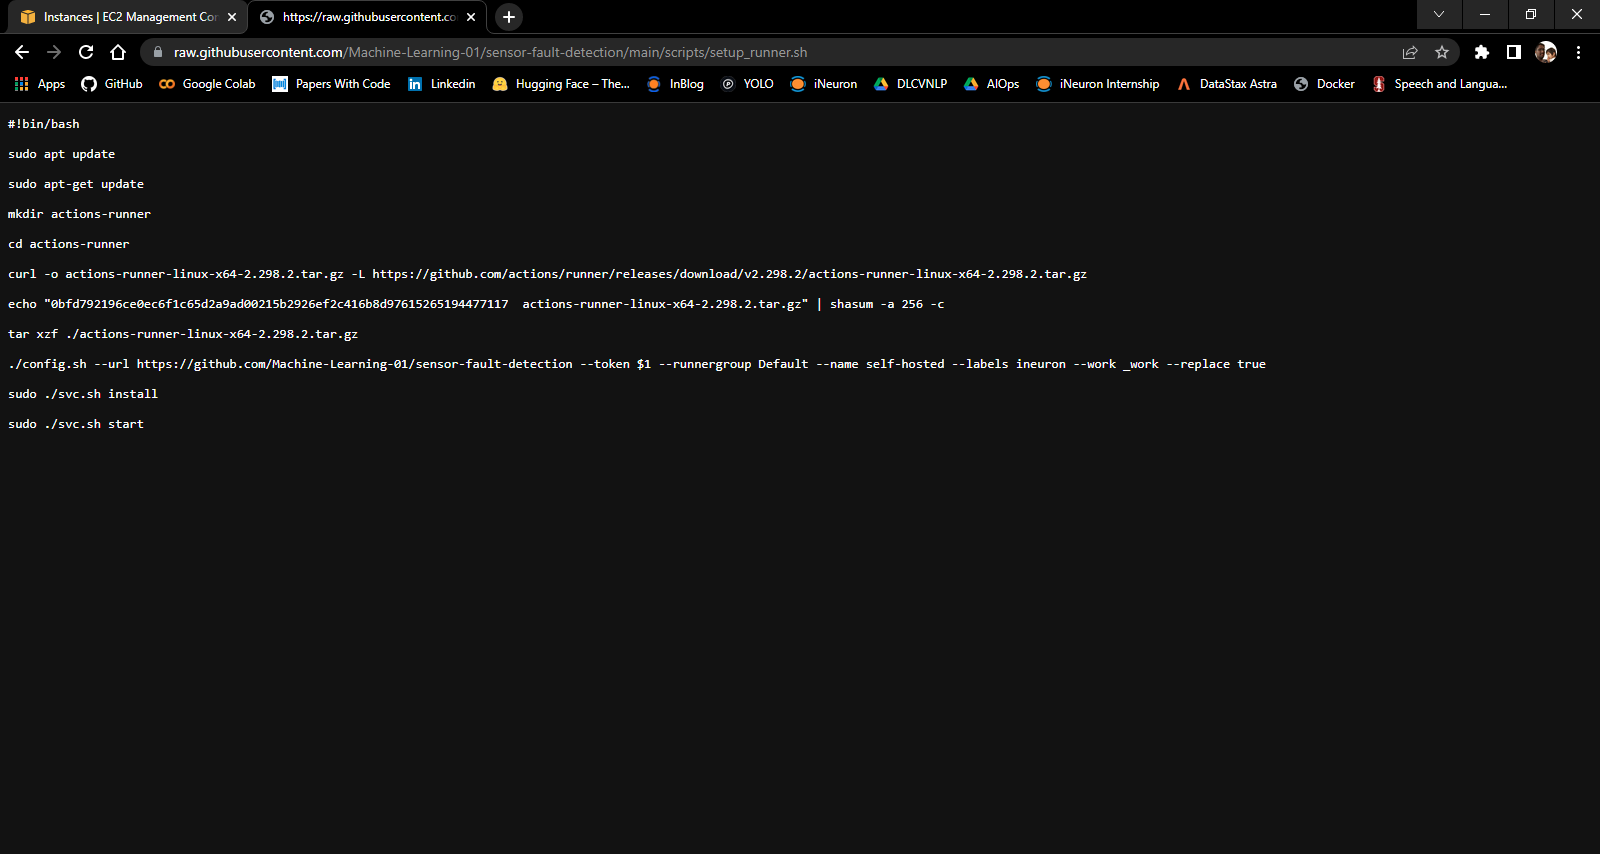 Instances | EC2 Management Con
https://raw.githubusercontent.co
raw.githubusercontent.com/Machine-Learning-01/sensor-fault-detection/main/scripts/setup_runner.sh
Apps GitHub Google Colab Papers With Code Linkedin Hugging Face – The... InBlog YOLO iNeuron DLCVNLP AIOps iNeuron Internship DataStax Astra Docker Speech and Langua...
#!bin/bash
sudo apt update
sudo apt-get update
mkdir actions-runner
cd actions-runner
curl -o actions-runner-linux-x64-2.298.2.tar.gz -L https://github.com/actions/runner/releases/download/v2.298.2/actions-runner-linux-x64-2.298.2.tar.gz
echo "0bfd792196ce0ec6f1c65d2a9ad00215b2926ef2c416b8d97615265194477117  actions-runner-linux-x64-2.298.2.tar.gz" | shasum -a 256 -c
tar xzf ./actions-runner-linux-x64-2.298.2.tar.gz
./config.sh --url https://github.com/Machine-Learning-01/sensor-fault-detection --token $1 --runnergroup Default --name self-hosted --labels ineuron --work _work --replace true
sudo ./svc.sh install
sudo ./svc.sh start